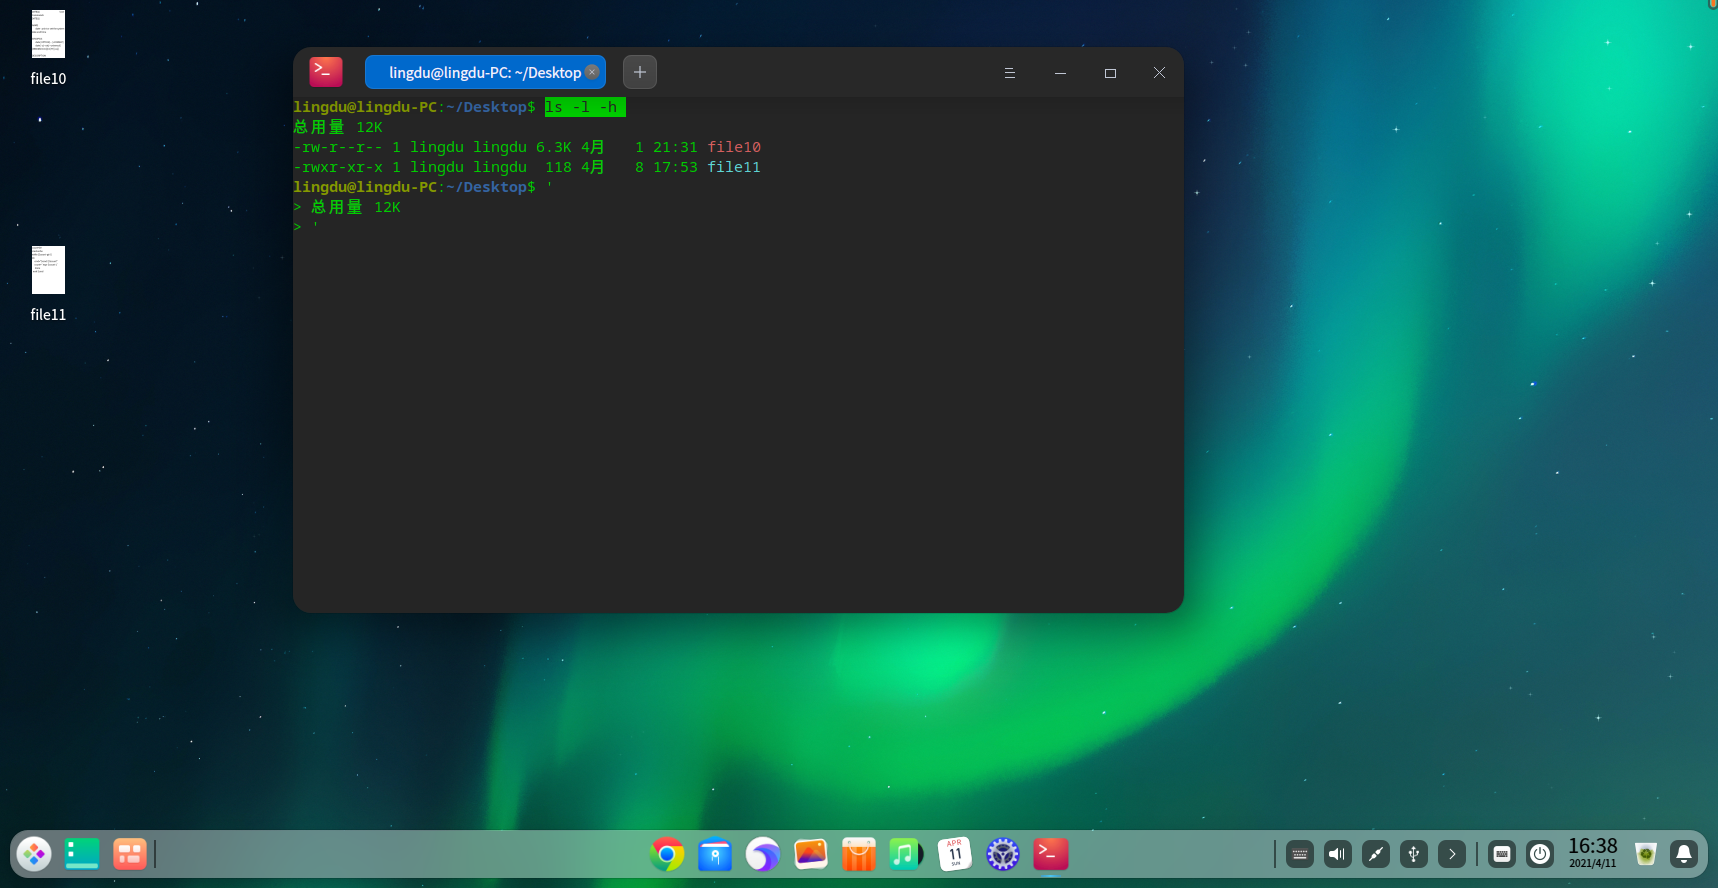 file10
file11
lingdu@lingdu-PC: ~/Desktop
lingdu@lingdu-PC:~/Desktop$ ls -l -h
总用量 12K
-rw-r--r-- 1 lingdu lingdu 6.3K 4月   1 21:31 file10
-rwxr-xr-x 1 lingdu lingdu  118 4月   8 17:53 file11
lingdu@lingdu-PC:~/Desktop$ '
> 总用量 12K
> '
APR
11
SUN
16:38
2021/4/11